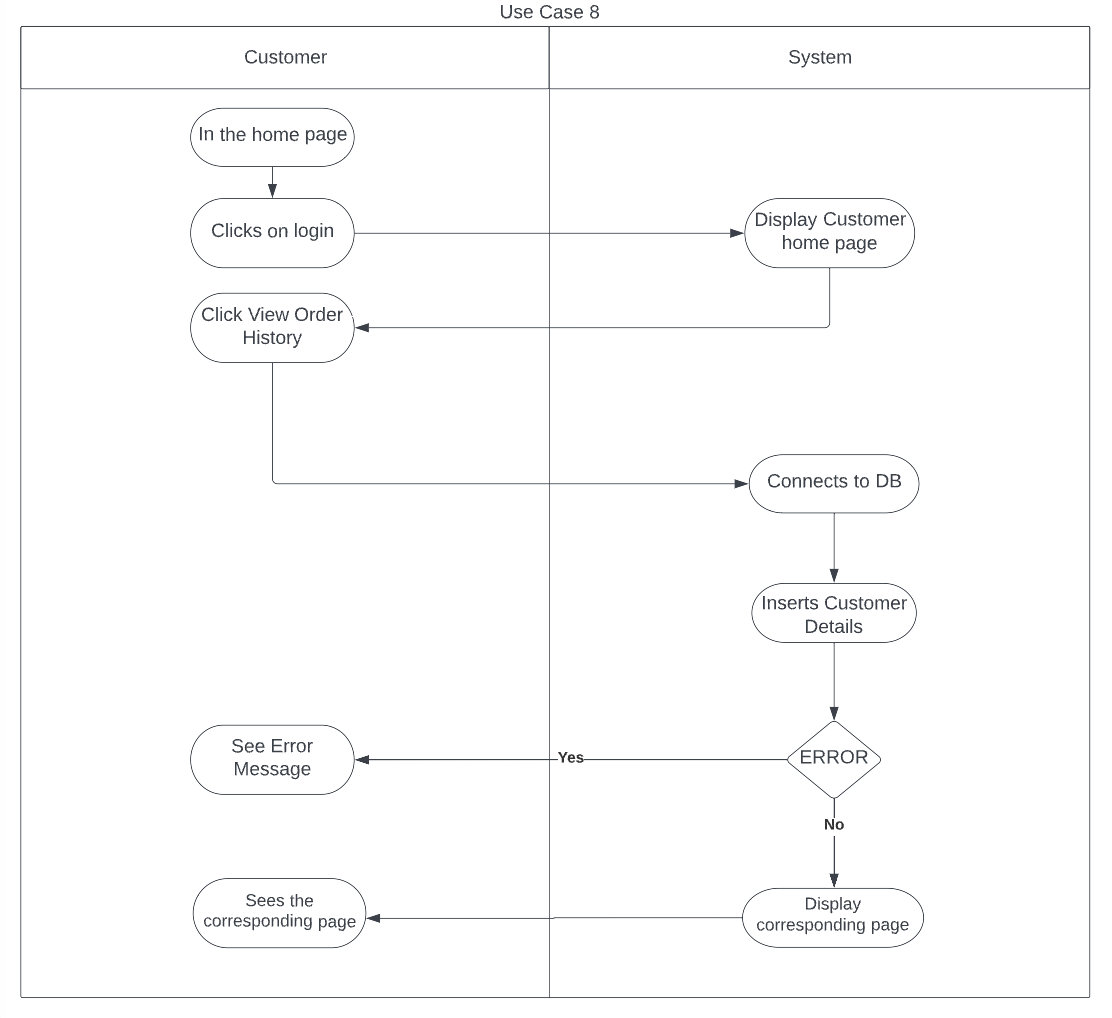 Use Case 8
Customer
System
In the home page
Clicks on login
Display Customer
home page
Click View Order
History
Connects to DB
Inserts Customer
Details
See Error
Message
Yes
ERROR
No
Sees the
corresponding page
Display
corresponding page